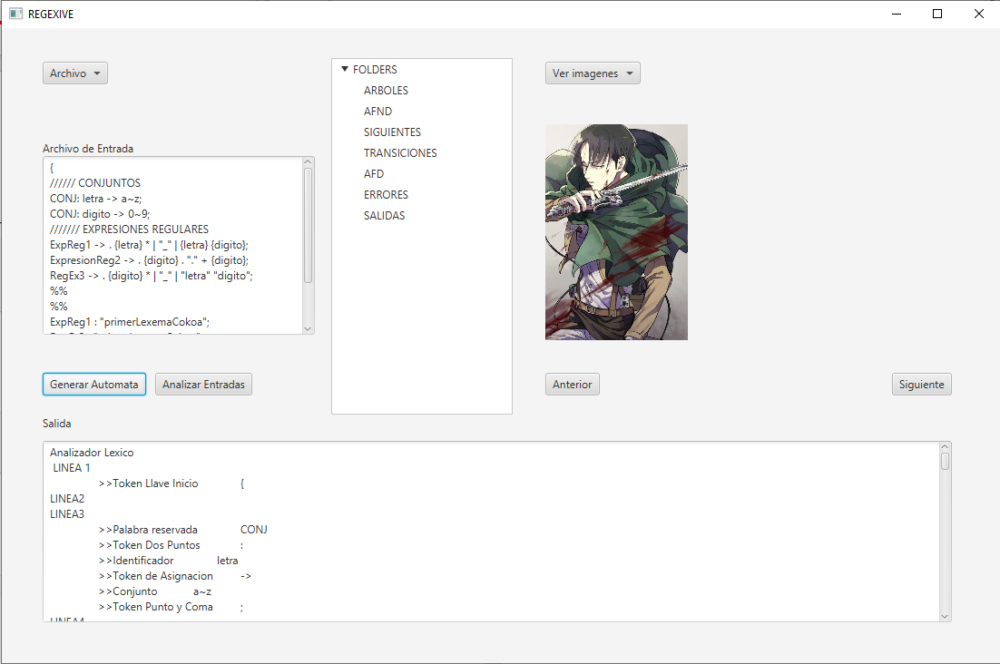 REGEXIVE
Archivo
Archivo de Entrada
{
////// CONJUNTOS
CONJ: letra -> a~z;
CONJ: digito -> 0~9;
/////// EXPRESIONES REGULARES
ExpReg1 -> . {letra} * | "_" | {letra} {digito};
ExpresionReg2 -> . {digito} . "." + {digito};
RegEx3 -> . {digito} * | "_" | "letra" "digito";
%%
%%
ExpReg1 : "primerLexemaCokoa";
Generar Automata
Analizar Entradas
FOLDERS
ARBOLES
AFND
SIGUIENTES
TRANSICIONES
AFD
ERRORES
SALIDAS
Ver imagenes
Anterior
Siguiente
Salida
Analizador Lexico
LINEA 1
>>Token Llave Inicio {
LINEA2
LINEA3
>>Palabra reservada CONJ
>>Token Dos Puntos :
>>Identificador letra
>>Token de Asignacion ->
>>Conjunto a~z
>>Token Punto y Coma ;
LINEA4